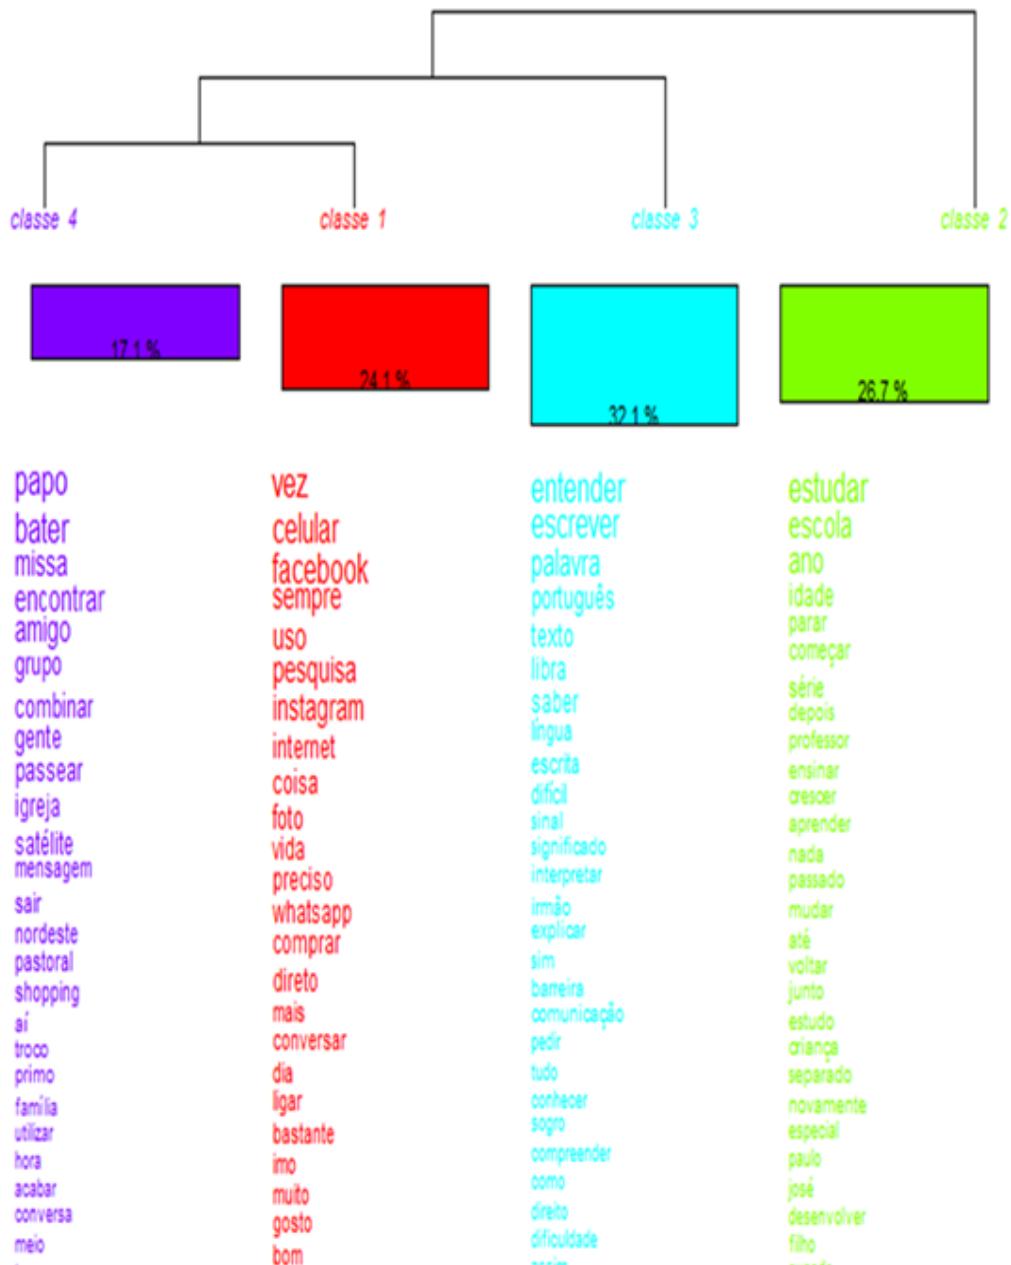 classe 4
classe 1
classe 3
classe 2
17.1 %
24.1 %
32.1 %
26.7 %
papo
bater
missa
encontrar
amigo
grupo
combinar
gente
passear
igreja
satélite
mensagem
sair
nordeste
pastoral
shopping
aí
troco
primo
família
utilizar
hora
acabar
conversa
meio
vez
celular
facebook
sempre
uso
pesquisa
instagram
internet
coisa
foto
vida
preciso
whatsapp
comprar
direto
mais
conversar
dia
ligar
bastante
imo
muito
gosto
bom
entender
escrever
palavra
português
texto
libra
saber
língua
escrita
difícil
sinal
significado
interpretar
irmão
explicar
sim
barreira
comunicação
pedir
tudo
conhecer
sogro
compreender
como
direito
dificuldade
estudar
escola
ano
idade
parar
começar
série
depois
professor
ensinar
crescer
aprender
nada
passado
mudar
até
voltar
junto
estudo
criança
separado
novamente
especial
paulo
josé
desenvolver
filho